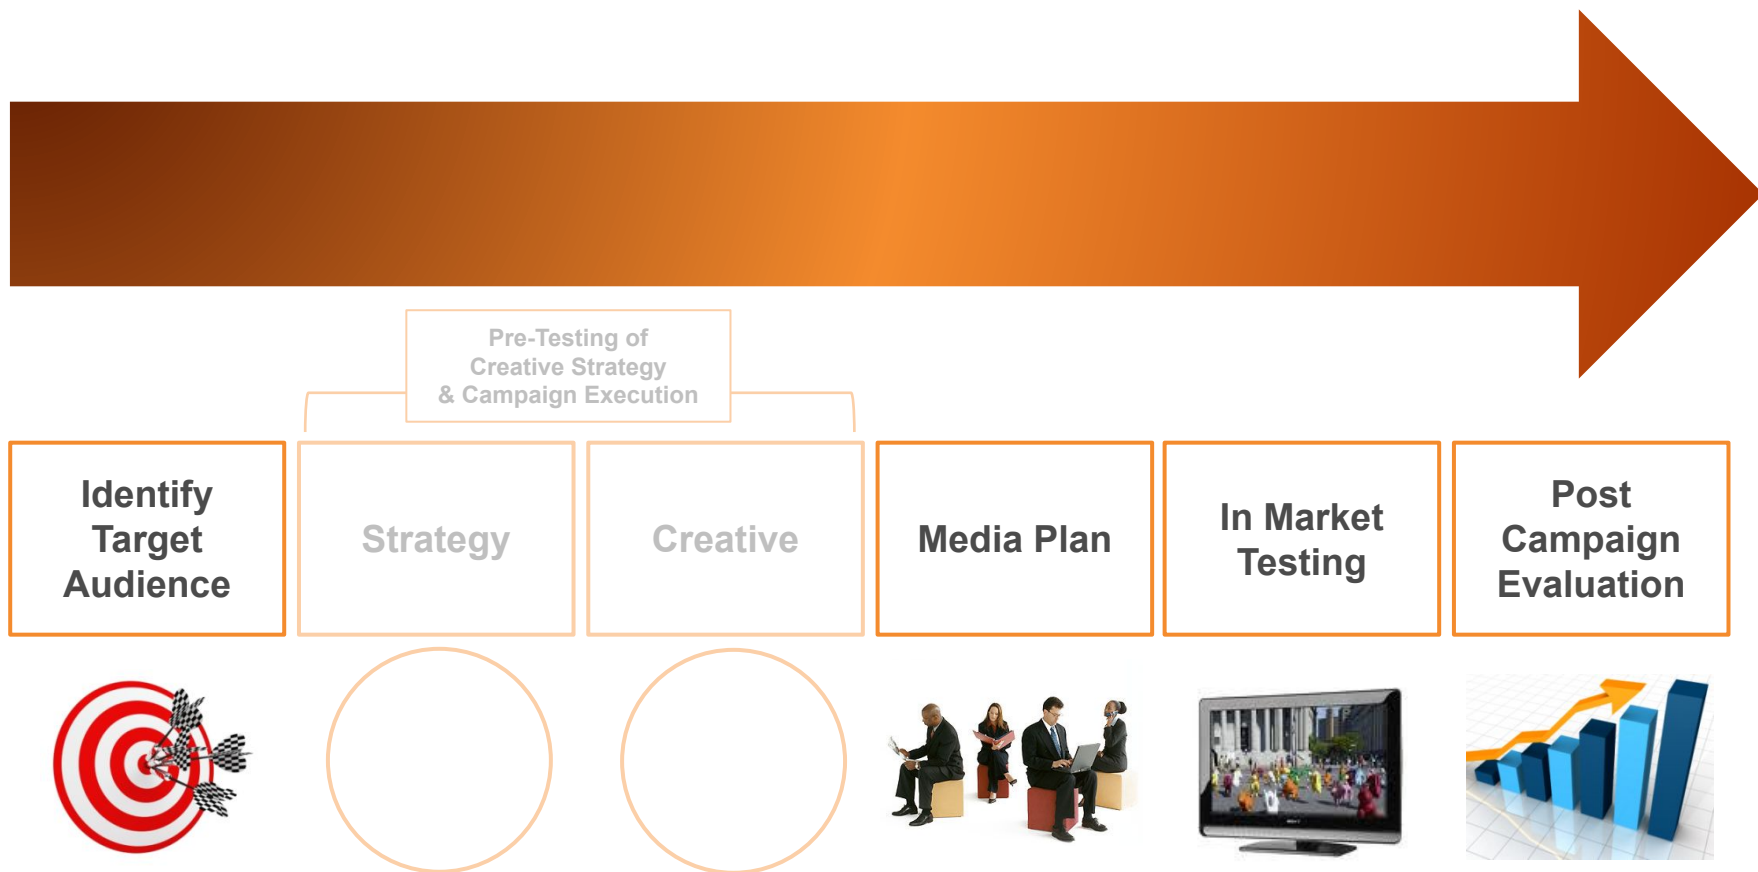 Pre-Testing of
Creative Strategy
& Campaign Execution
Identify
Target
Audience
Strategy
Creative
Media Plan
In Market
Testing
Post
Campaign
Evaluation